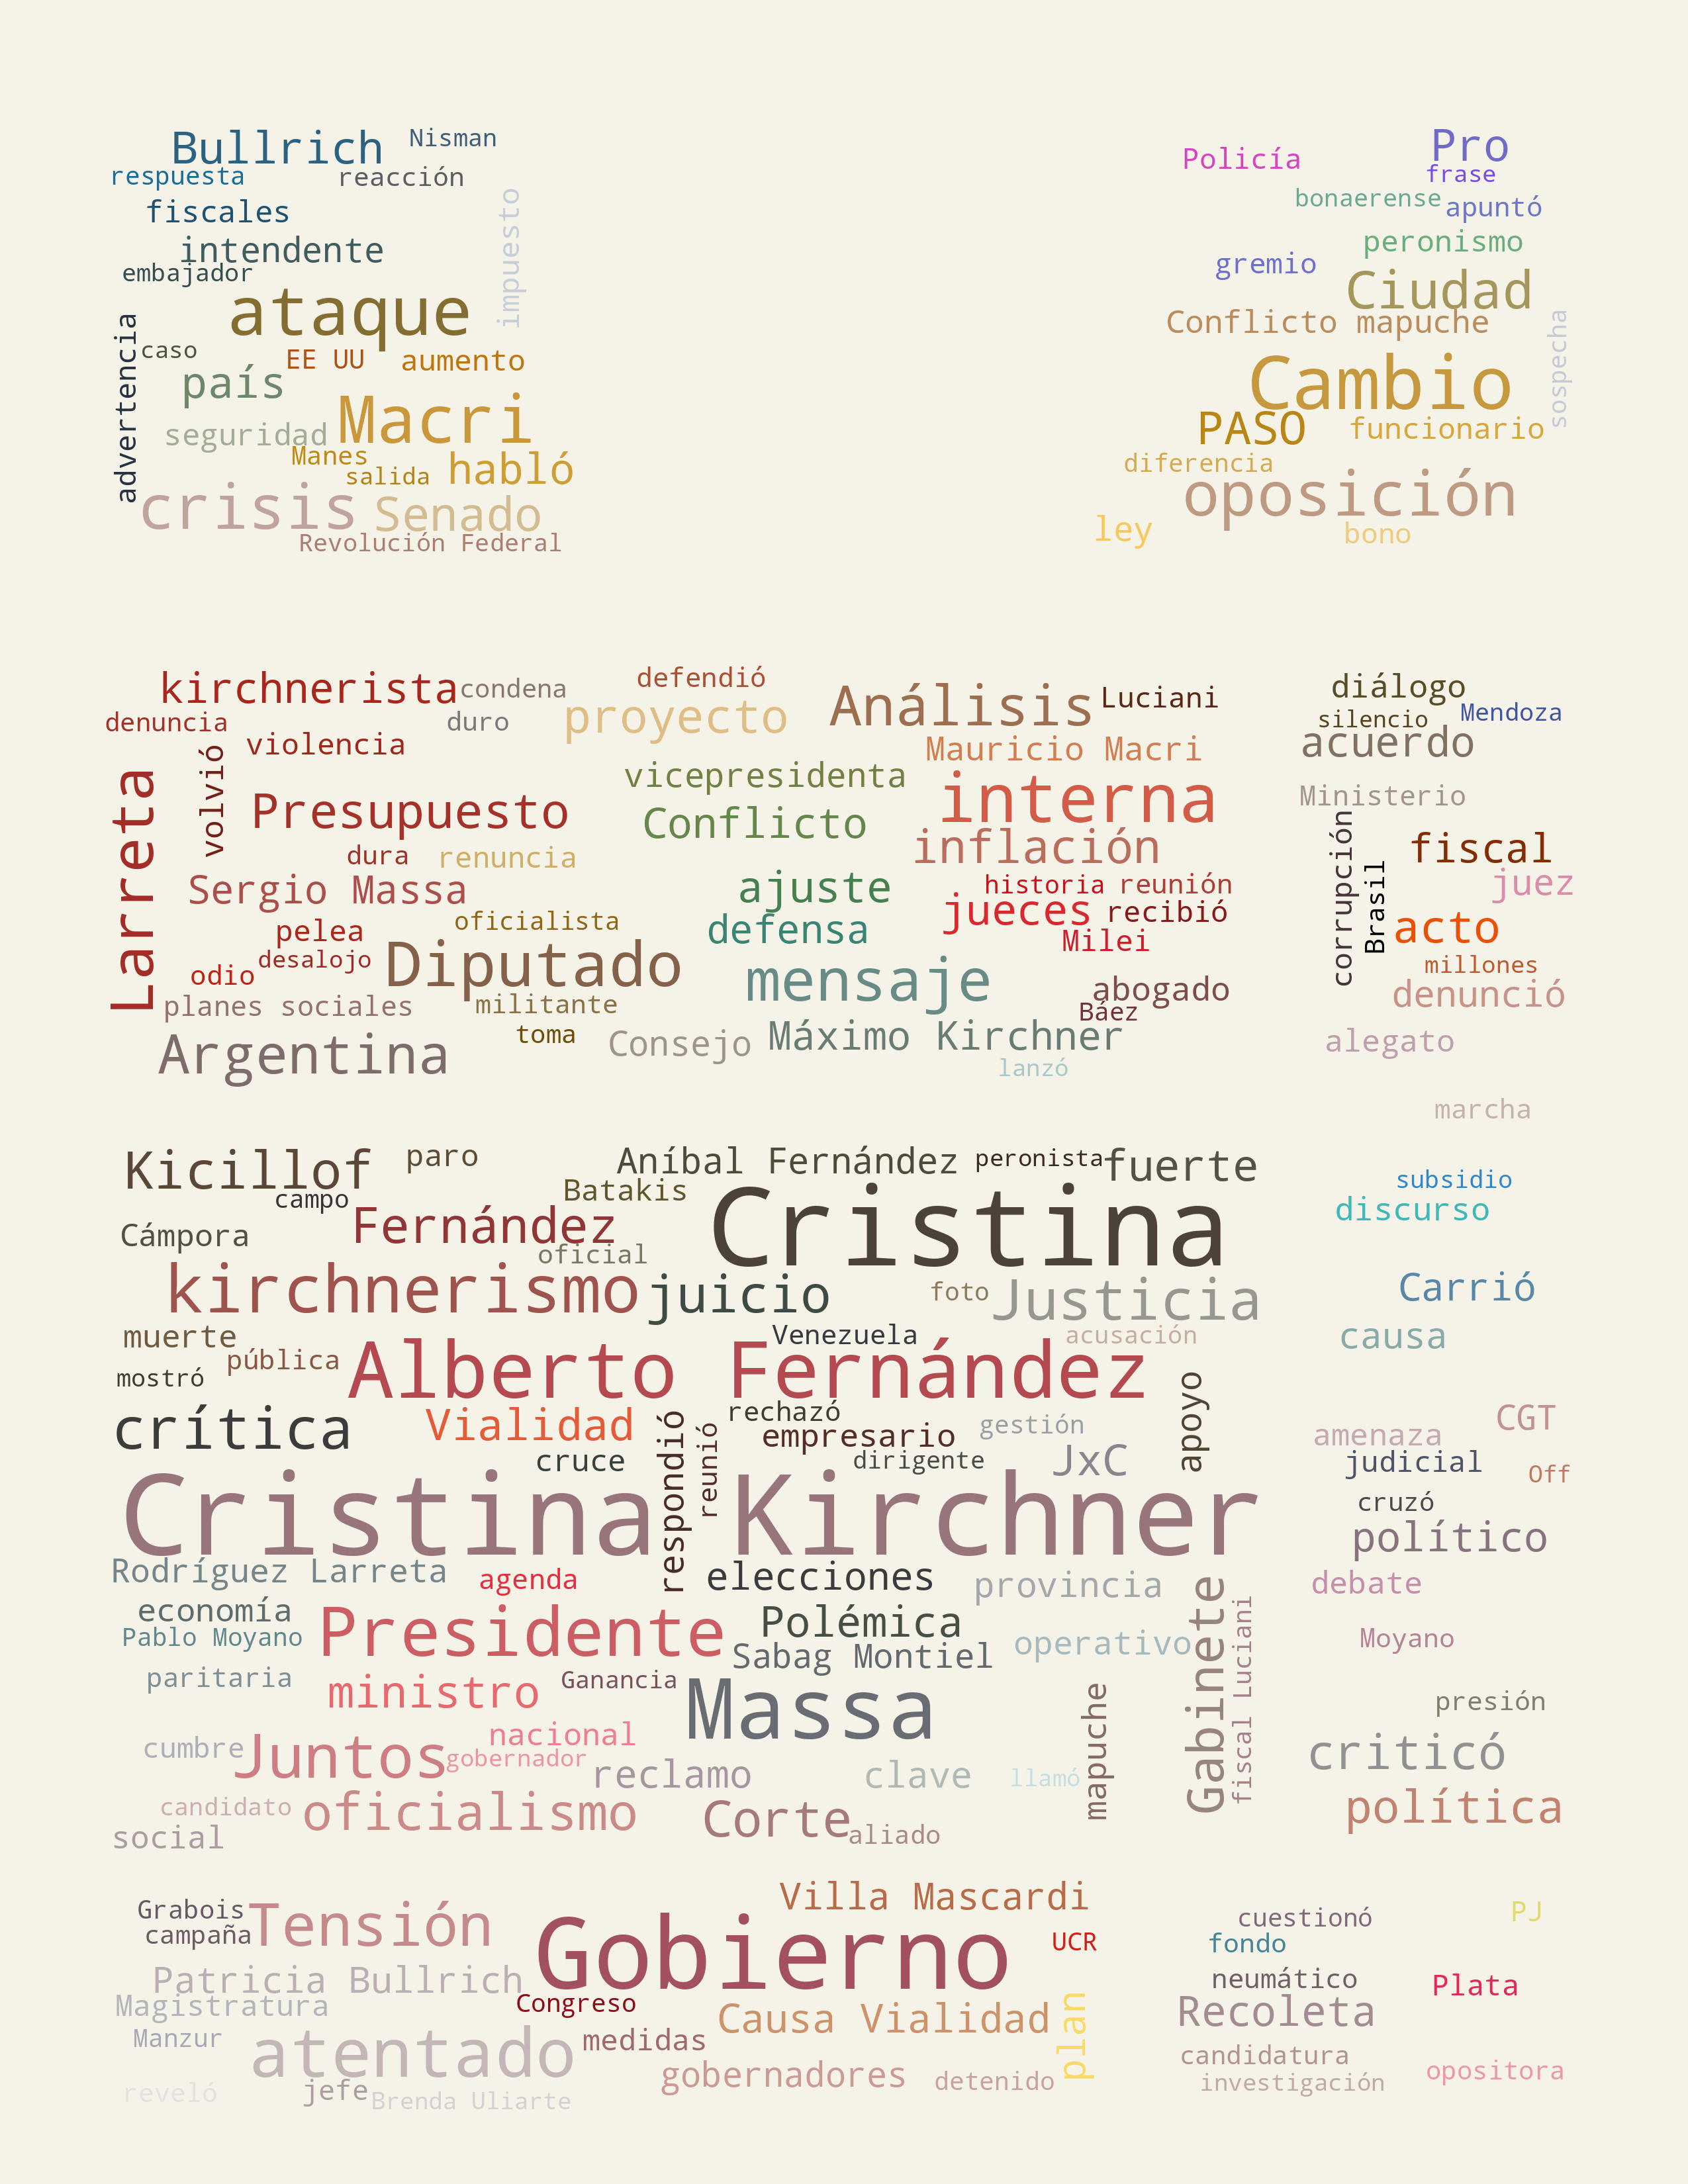 Bullrich
Nisman
respuesta
reacción
fiscales
impuesto
intendente
embajador
ataque
advertencia
caso
EE UU
aumento
país
Macri
seguridad
Manes
salida
habló
crisis
Senado
Revolución Federal
Pro
Policía
frase
bonaerense
apuntó
peronismo
gremio
Ciudad
Conflicto mapuche
sospecha
Cambio
PASO
funcionario
diferencia
oposición
ley
bono
kirchnerista
condena
defendió
denuncia
duro
proyecto
Análisis
Luciani
violencia
volvió
Larreta
vicepresidenta
Mauricio Macri
Presupuesto
Conflicto
interna
inflación
dura
renuncia
Sergio Massa
ajuste
historia
reunión
jueces
recibió
pelea
oficialista
defensa
Milei
desalojo
odio
Diputado
mensaje
abogado
planes sociales
militante
Báez
toma
Consejo
Máximo Kirchner
Argentina
lanzó
diálogo
silencio
Mendoza
acuerdo
Ministerio
corrupción
Brasil
fiscal
juez
acto
millones
denunció
alegato
marcha
subsidio
discurso
Carrió
causa
Kicillof
paro
Aníbal Fernández
peronista
fuerte
campo
Batakis
Cristina
Cámpora
Fernández
oficial
kirchnerismo
juicio
foto
Justicia
muerte
Venezuela
acusación
pública
mostró
Alberto Fernández
apoyo
rechazó
crítica
Vialidad
respondió
reunió
empresario
gestión
cruce
dirigente
JxC
Cristina Kirchner
Rodríguez Larreta
agenda
elecciones
provincia
economía
Pablo Moyano
Presidente
Polémica
Sabag Montiel
operativo
Gabinete
fiscal Luciani
paritaria
ministro
Ganancia
Massa
mapuche
cumbre
Juntos
nacional
gobernador
reclamo
clave
llamó
candidato
oficialismo
Corte
aliado
social
CGT
amenaza
judicial
Off
cruzó
político
debate
Moyano
presión
criticó
política
Grabois
campaña
Tensión
Villa Mascardi
Gobierno
UCR
Patricia Bullrich
Magistratura
Congreso
Causa Vialidad
plan
Manzur
atentado
medidas
gobernadores
detenido
reveló
jefe
Brenda Uliarte
cuestionó
PJ
fondo
neumático
Plata
Recoleta
candidatura
opositora
investigación